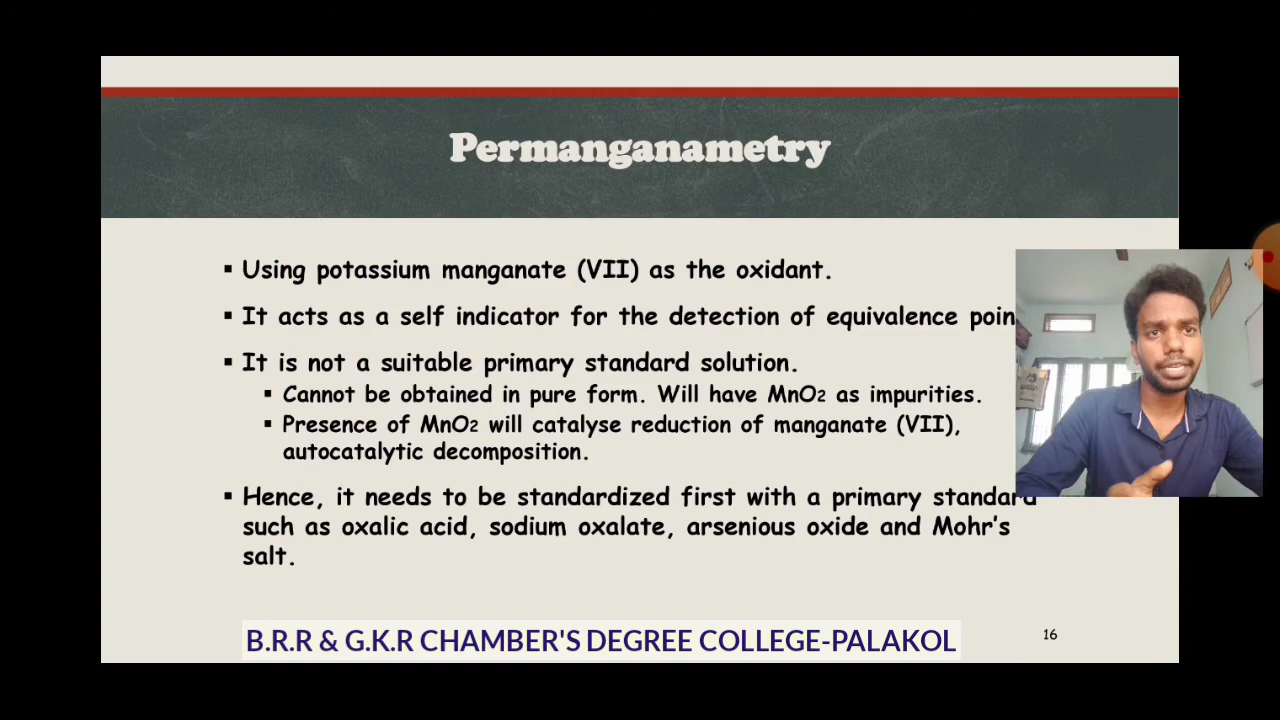 Permanganametry
▪ Using potassium manganate (VII) as the oxidant.
▪ It acts as a self indicator for the detection of equivalence poin
▪ It is not a suitable primary standard solution.
▪ Cannot be obtained in pure form. Will have MnO2 as impurities.
▪ Presence of MnO2 will catalyse reduction of manganate (VII),
autocatalytic decomposition.
▪ Hence, it needs to be standardized first with a primary standard
such as oxalic acid, sodium oxalate, arsenious oxide and Mohr's
salt.
B.R.R & G.K.R CHAMBER'S DEGREE COLLEGE-PALAKOL
16